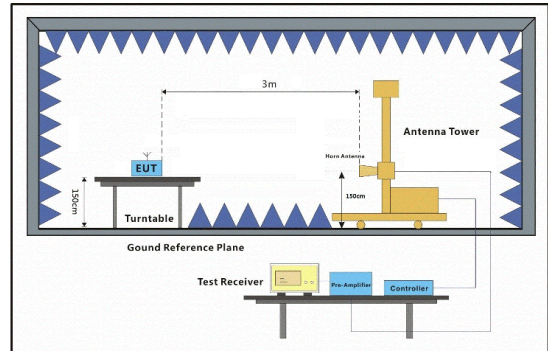 3m
Antenna Tower
Horn Antenna
EUT
150cm
150cm
Turntable
Gound Reference Plane
Test Receiver
Pre-Amplifier
Controller